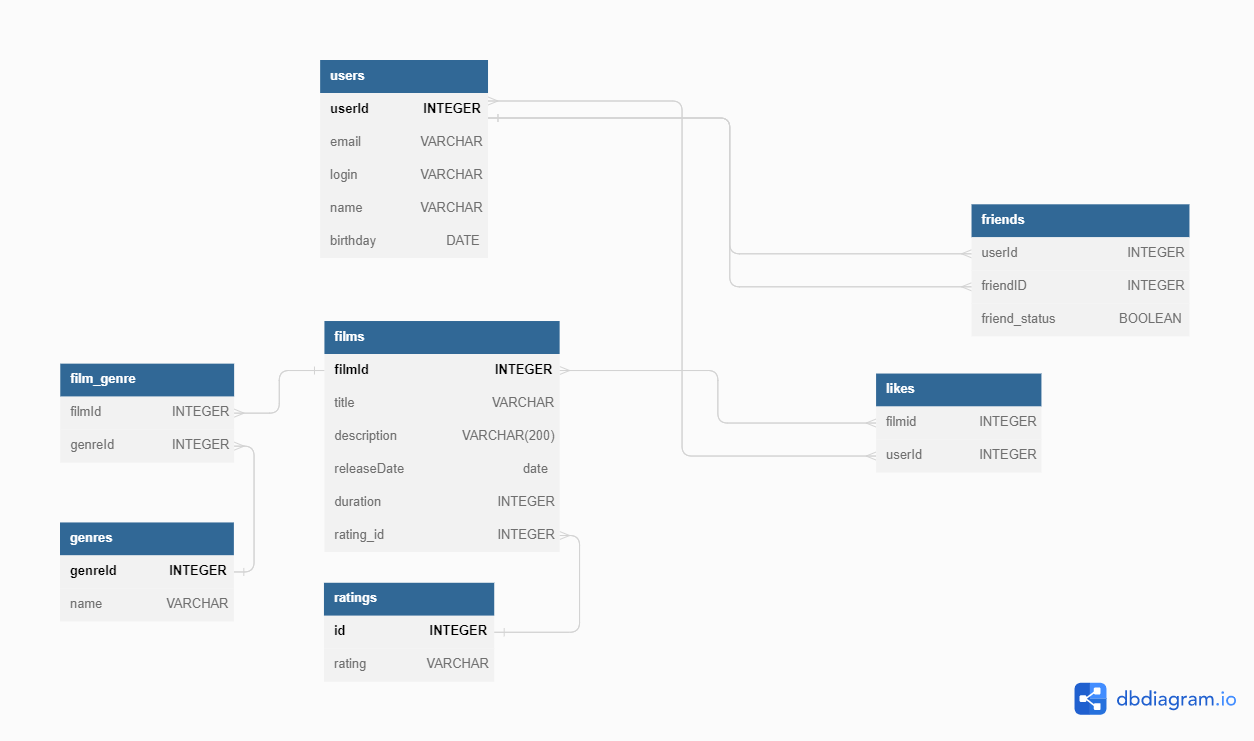 users
userId INTEGER
email VARCHAR
login VARCHAR
name VARCHAR
birthday DATE
friends
userId INTEGER
friendID INTEGER
friend_status BOOLEAN
films
filmId INTEGER
title VARCHAR
description VARCHAR(200)
releaseDate date
duration INTEGER
rating_id INTEGER
film_genre
filmId INTEGER
genreId INTEGER
likes
filmid INTEGER
userId INTEGER
genres
genreId INTEGER
name VARCHAR
ratings
id INTEGER
rating VARCHAR
dbdiagram.io